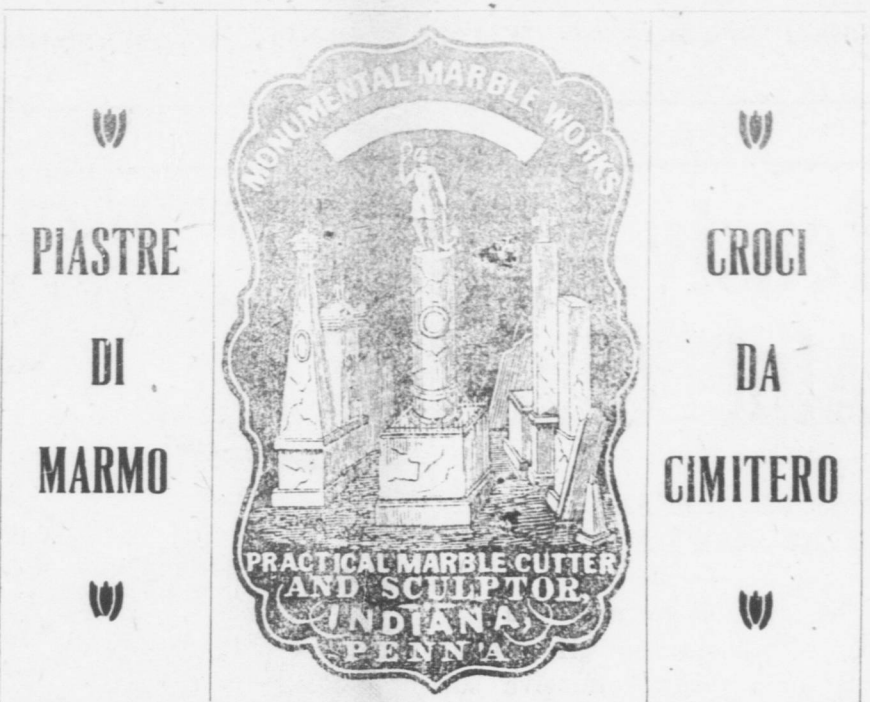 PIASTRE
DI
MARMO
MONUMENTAL MARBLE WORKS
PRACTICAL MARBLE CUTTER
AND SCULPTOR,
INDIANA,
PENN'A
CROCI
DA
CIMITERO